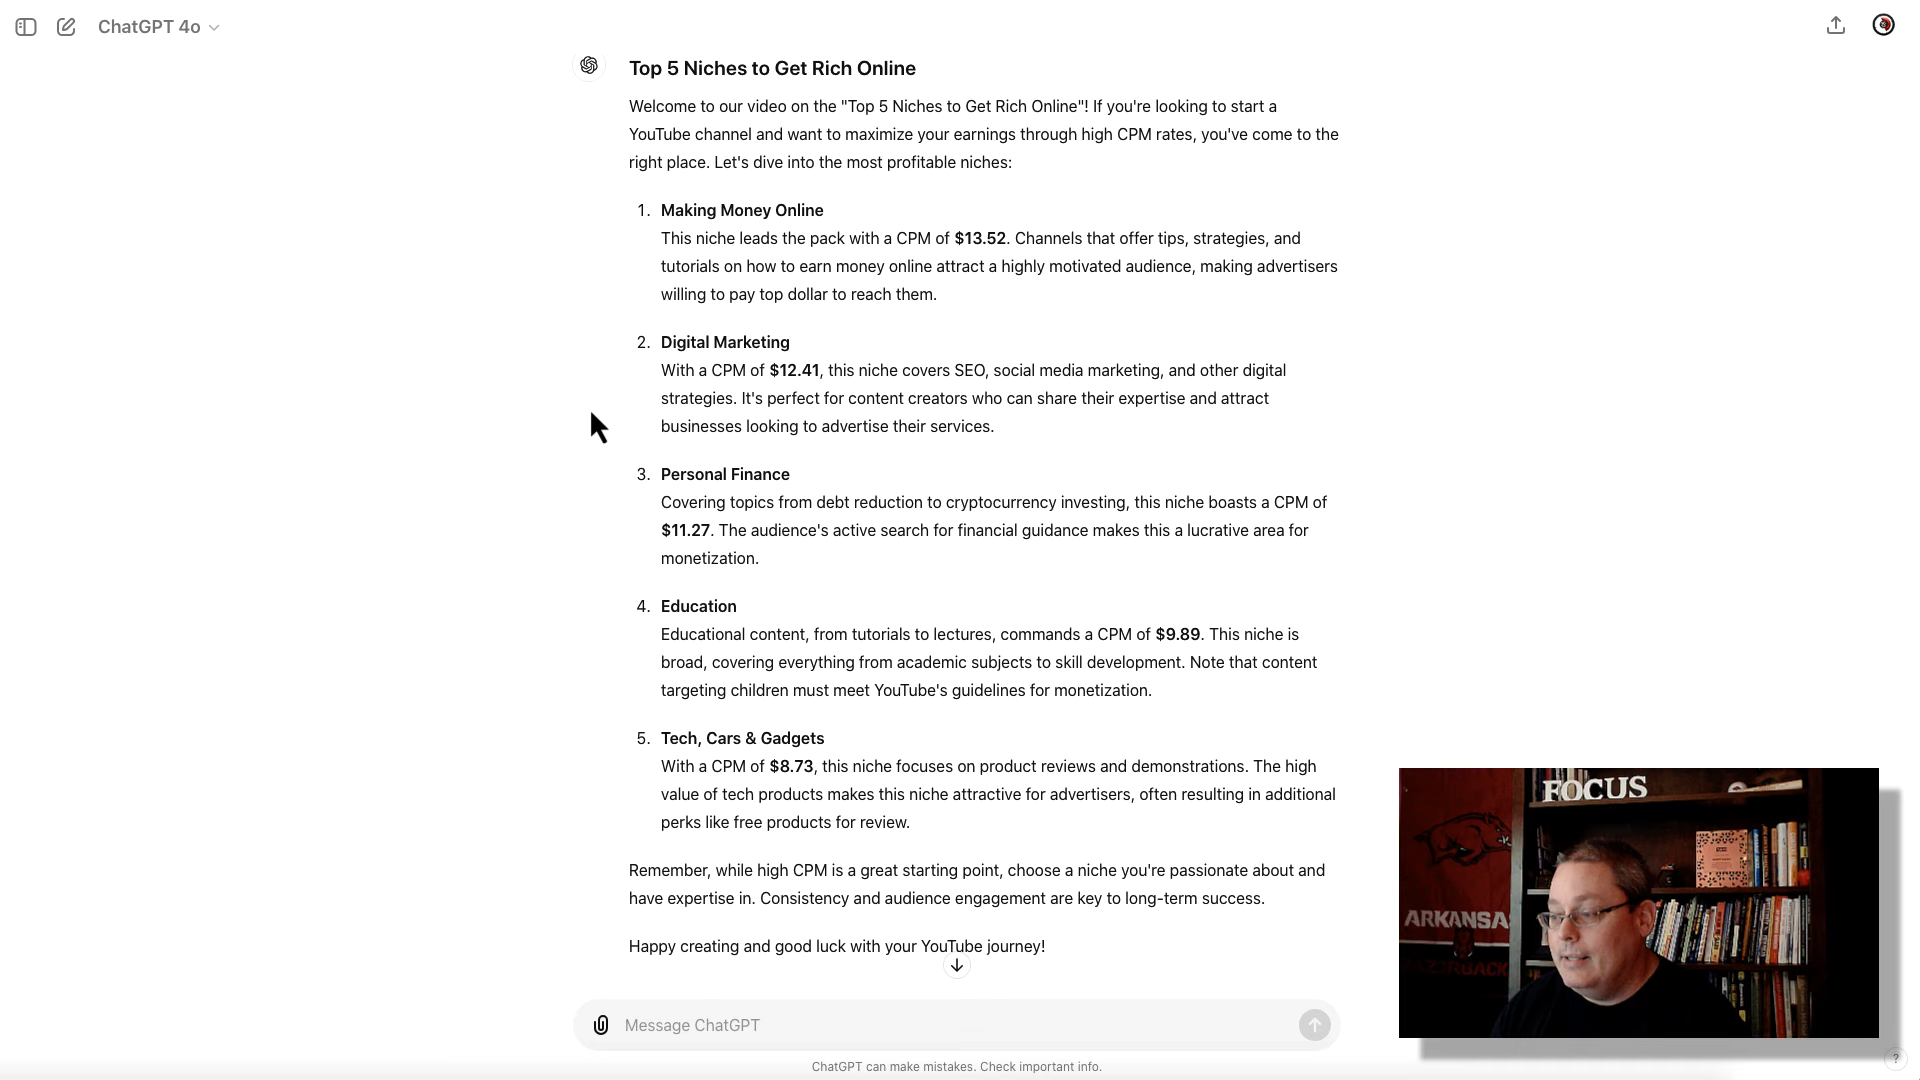 ChatGPT 4o
Top 5 Niches to Get Rich Online
Welcome to our video on the "Top 5 Niches to Get Rich Online"! If you're looking to start a
YouTube channel and want to maximize your earnings through high CPM rates, you've come to the
right place. Let's dive into the most profitable niches:
1. Making Money Online
This niche leads the pack with a CPM of $13.52. Channels that offer tips, strategies, and
tutorials on how to earn money online attract a highly motivated audience, making advertisers
willing to pay top dollar to reach them.
2. Digital Marketing
With a CPM of $12.41, this niche covers SEO, social media marketing, and other digital
strategies. It's perfect for content creators who can share their expertise and attract
businesses looking to advertise their services.
3. Personal Finance
Covering topics from debt reduction to cryptocurrency investing, this niche boasts a CPM of
$11.27. The audience's active search for financial guidance makes this a lucrative area for
monetization.
4. Education
Educational content, from tutorials to lectures, commands a CPM of $9.89. This niche is
broad, covering everything from academic subjects to skill development. Note that content
targeting children must meet YouTube's guidelines for monetization.
5. Tech, Cars & Gadgets
With a CPM of $8.73, this niche focuses on product reviews and demonstrations. The high
value of tech products makes this niche attractive for advertisers, often resulting in additional
perks like free products for review.
Remember, while high CPM is a great starting point, choose a niche you're passionate about and
have expertise in. Consistency and audience engagement are key to long-term success.
Happy creating and good luck with your YouTube journey!
Message ChatGPT
ChatGPT can make mistakes. Check important info.
?
FOCUS
ARKANSA
RAZORBACK